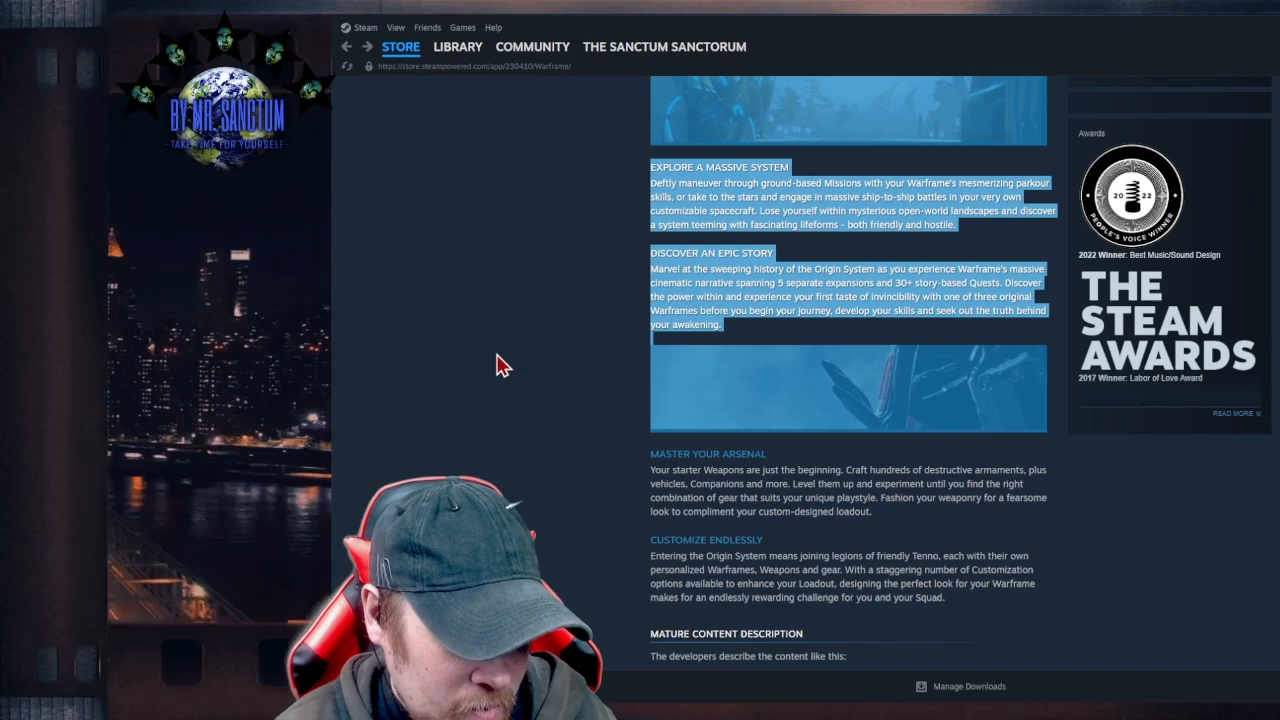 Steam View Friends Games Help
STORE LIBRARY COMMUNITY THE SANCTUM SANCTORUM
https://store.steampowered.com/app/230410/Warframe/
BY MR. SANCTUM
- TAKE TIME FOR YOURSELF -
EXPLORE A MASSIVE SYSTEM
Deftly maneuver through ground-based Missions with your Warframe's mesmerizing parkour
skills, or take to the stars and engage in massive ship-to-ship battles in your very own
customizable spacecraft. Lose yourself within mysterious open-world landscapes and discover
a system teeming with fascinating lifeforms - both friendly and hostile.
DISCOVER AN EPIC STORY
Marvel at the sweeping history of the Origin System as you experience Warframe's massive
cinematic narrative spanning 5 separate expansions and 30+ story-based Quests. Discover
the power within and experience your first taste of invincibility with one of three original
Warframes before you begin your journey, develop your skills and seek out the truth behind
your awakening.
MASTER YOUR ARSENAL
Your starter Weapons are just the beginning. Craft hundreds of destructive armaments, plus
vehicles, Companions and more. Level them up and experiment until you find the right
combination of gear that suits your unique playstyle. Fashion your weaponry for a fearsome
look to compliment your custom-designed loadout.
CUSTOMIZE ENDLESSLY
Entering the Origin System means joining legions of friendly Tenno, each with their own
personalized Warframes, Weapons and gear. With a staggering number of Customization
options available to enhance your Loadout, designing the perfect look for your Warframe
makes for an endlessly rewarding challenge for you and your Squad.
MATURE CONTENT DESCRIPTION
The developers describe the content like this:
Awards
20 22
PEOPLE'S VOICE WINNER
2022 Winner: Best Music/Sound Design
THE
STEAM
AWARDS
2017 Winner: Labor of Love Award
READ MORE
Manage Downloads